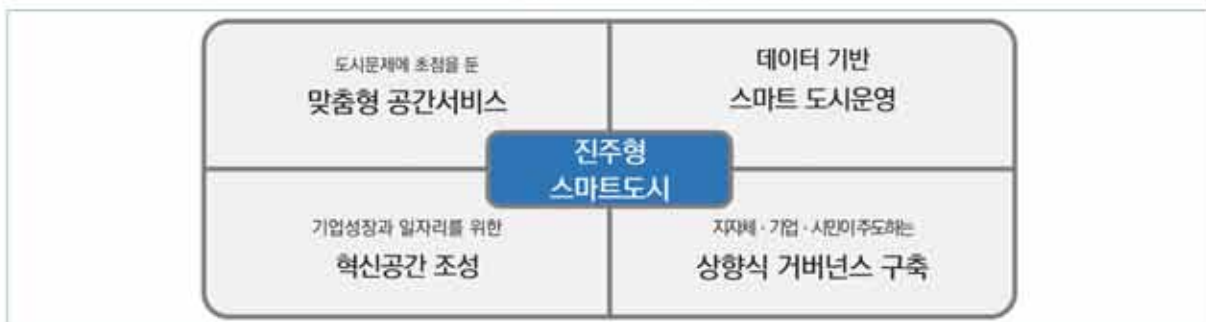 도시문제에 초점을 둔
맞춤형 공간서비스
데이터 기반
스마트 도시운영
진주형
스마트도시
기업성장과 일자리를 위한
혁신공간 조성
지자체·기업·시민이 주도하는
상향식 거버넌스 구축